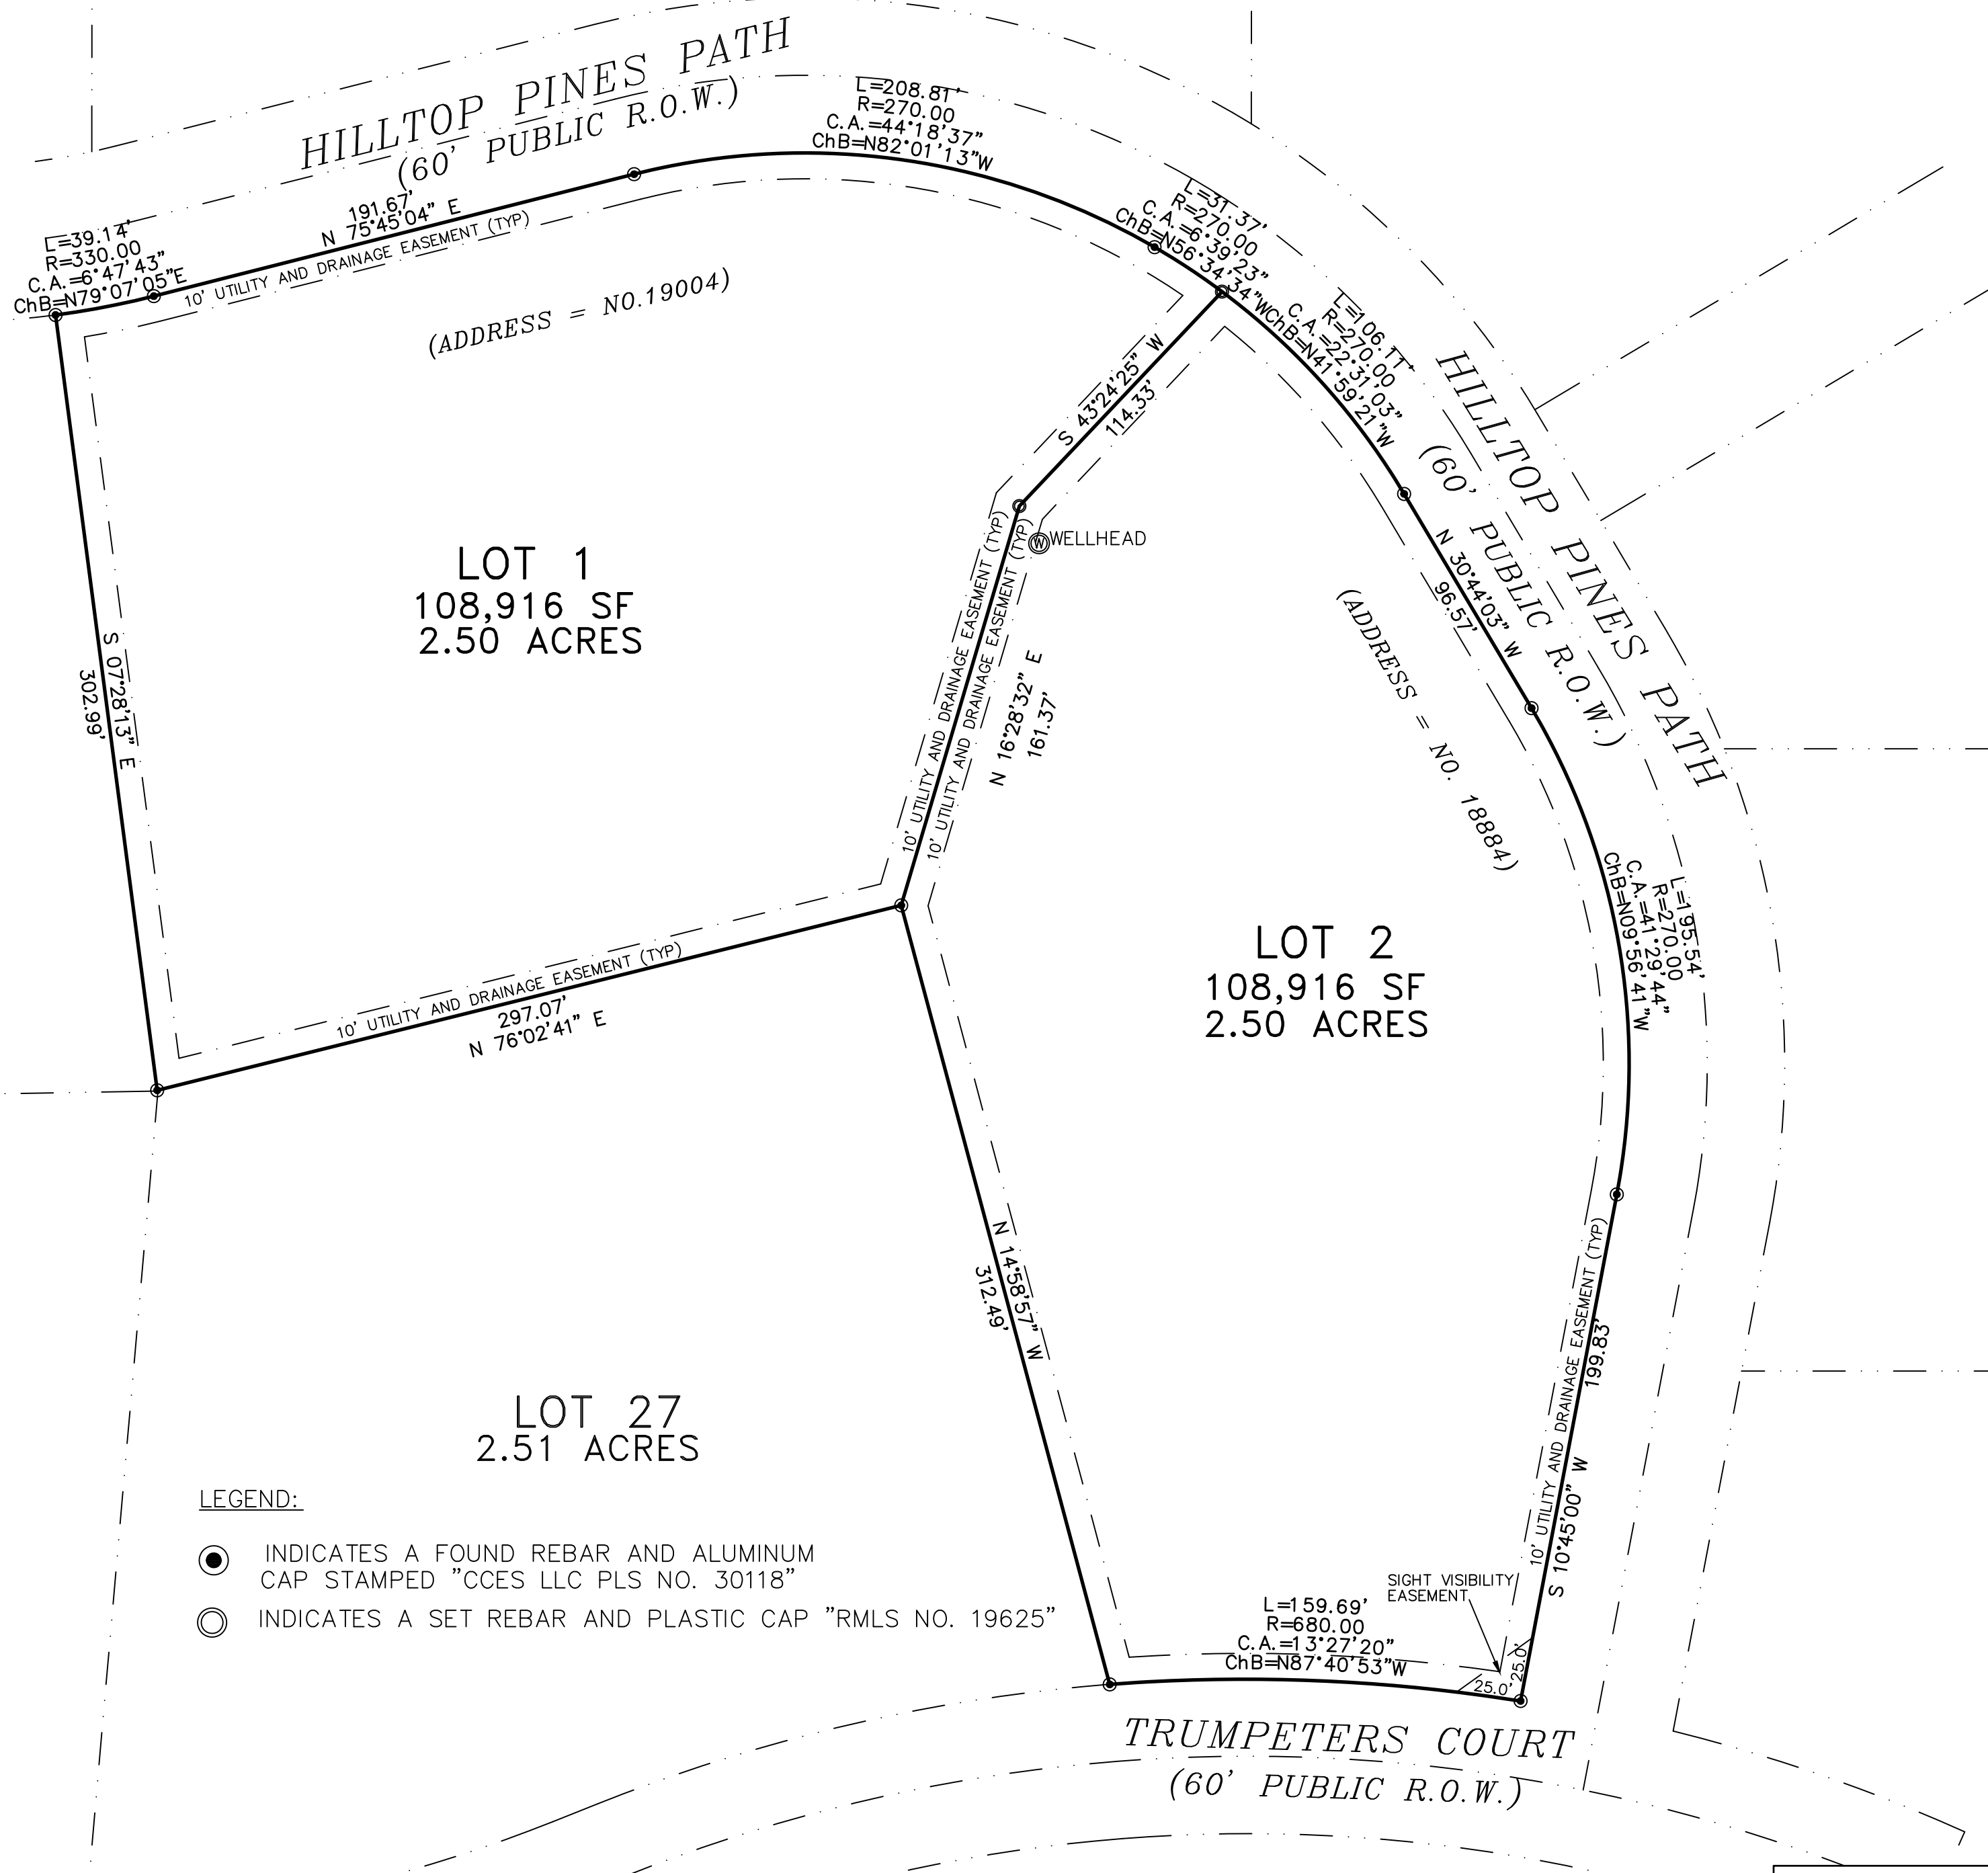 HILLTOP PINES PATH
(60' PUBLIC R.O.W.)
L=208.81'
R=270.00
C.A.=44°18'37"
ChB=N82°01'13"W
L=39.14'
R=330.00
C.A.=6°47'43"
ChB=N79°07'05"E
191.67'
N 75°45'04" E
10' UTILITY AND DRAINAGE EASEMENT (TYP)
(ADDRESS = NO.19004)
L=31.37'
R=270.00
C.A.=6°39'23"
ChB=N56°34'34"W
L=106.11'
R=270.00
C.A.=22°31'03"
ChB=N41°59'21"W
S 43°24'25" W
114.33'
HILLTOP PINES PATH
(60' PUBLIC R.O.W.)
N 30°44'03" W
96.57'
WELLHEAD
W
LOT 1
108,916 SF
2.50 ACRES
S 07°28'13" E
302.99'
10' UTILITY AND DRAINAGE EASEMENT (TYP)
10' UTILITY AND DRAINAGE EASEMENT (TYP)
N 16°28'32" E
161.37'
(ADDRESS = NO. 18884)
L=195.54'
R=270.00
C.A.=41°29'44"
ChB=N09°56'41"W
LOT 2
108,916 SF
2.50 ACRES
10' UTILITY AND DRAINAGE EASEMENT (TYP)
297.07'
N 76°02'41" E
N 14°58'57" W
312.49'
10' UTILITY AND DRAINAGE EASEMENT (TYP)
199.83'
S 10°45'00" W
LOT 27
2.51 ACRES
LEGEND:
INDICATES A FOUND REBAR AND ALUMINUM
CAP STAMPED "CCES LLC PLS NO. 30118"
INDICATES A SET REBAR AND PLASTIC CAP "RMLS NO. 19625"
SIGHT VISIBILITY
EASEMENT
L=159.69'
R=680.00
C.A.=13°27'20"
ChB=N87°40'53"W
25.0'
25.0'
TRUMPETERS COURT
(60' PUBLIC R.O.W.)